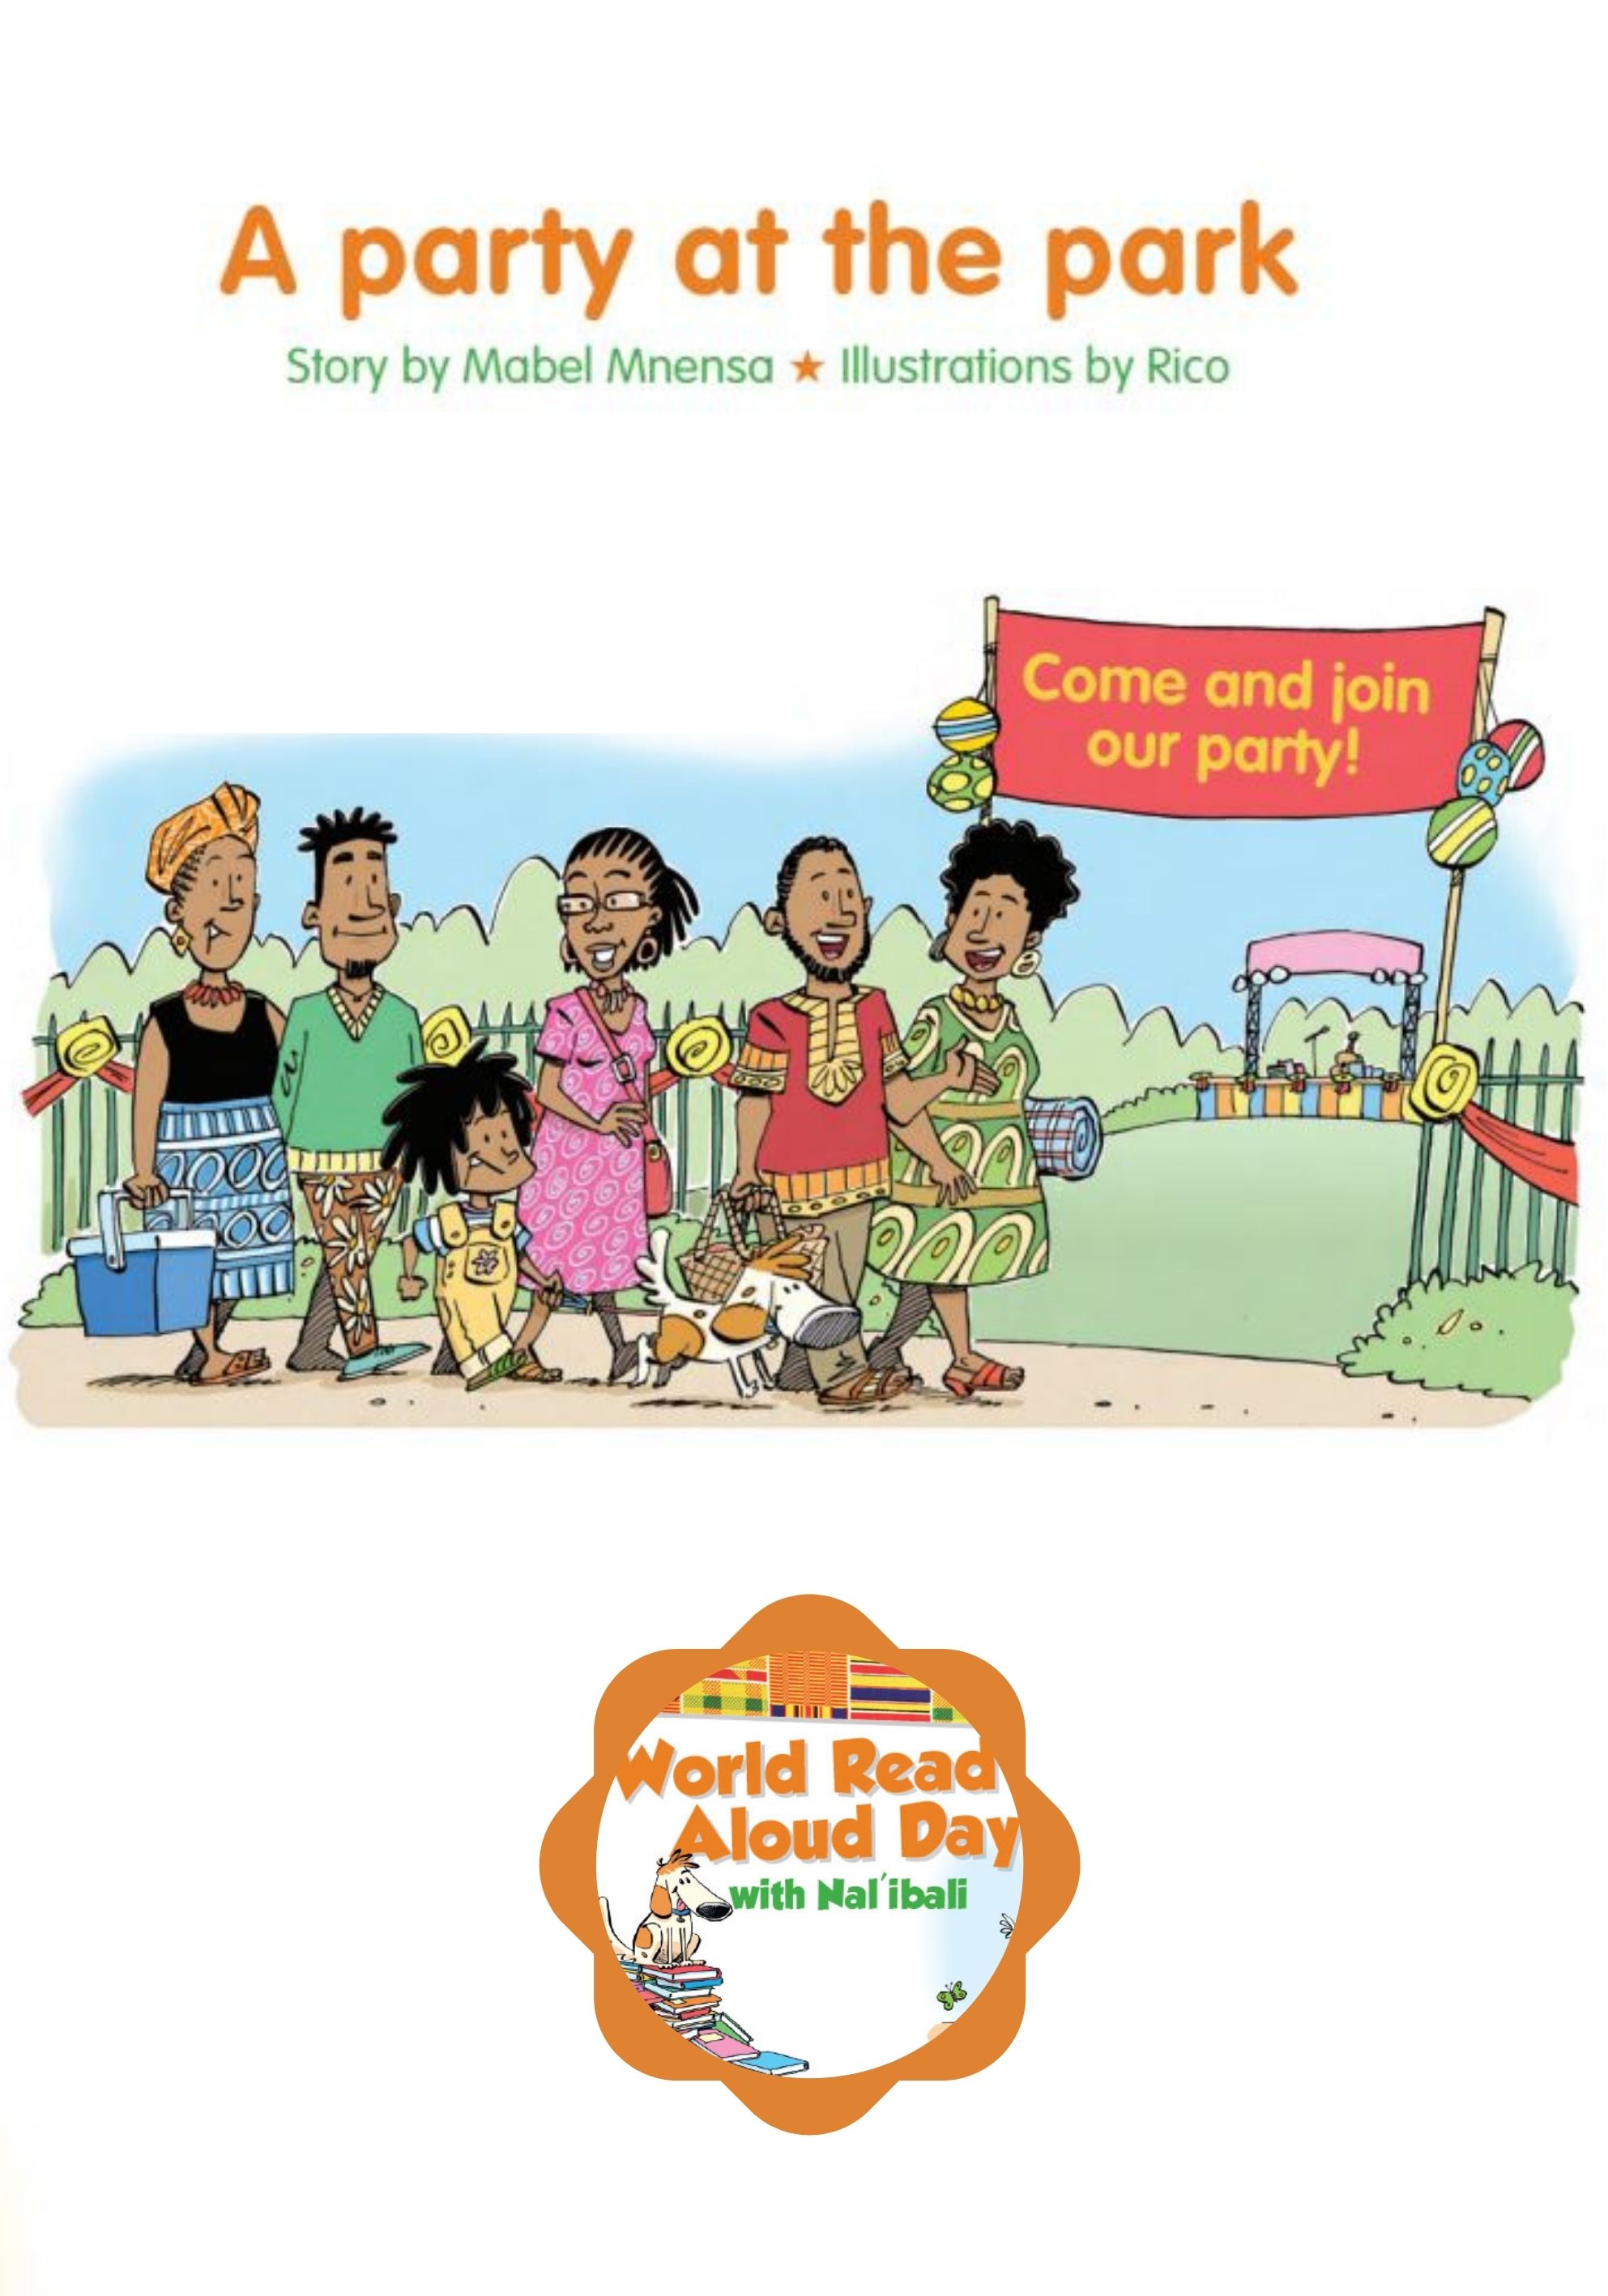 A party at the park
Story by Mabel Mnensa ★ Illustrations by Rico
Come and join
our party!
World Read
Aloud Day
with Nal'ibali